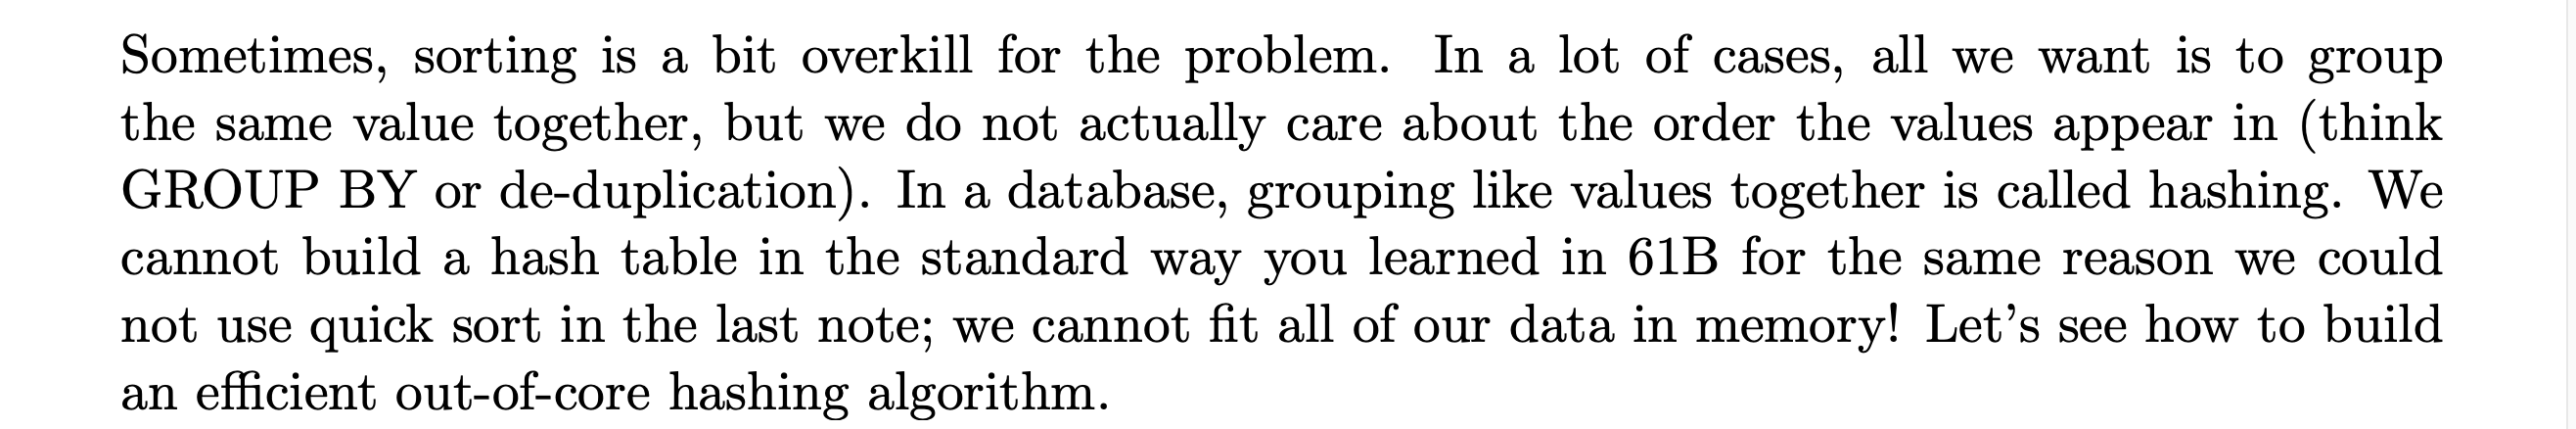 Sometimes, sorting is a bit overkill for the problem. In a lot of cases, all we want is to group
the same value together, but we do not actually care about the order the values appear in (think
GROUP BY or de-duplication). In a database, grouping like values together is called hashing. We
cannot build a hash table in the standard way you learned in 61B for the same reason we could
not use quick sort in the last note; we cannot fit all of our data in memory! Let’s see how to build
an efficient out-of-core hashing algorithm.